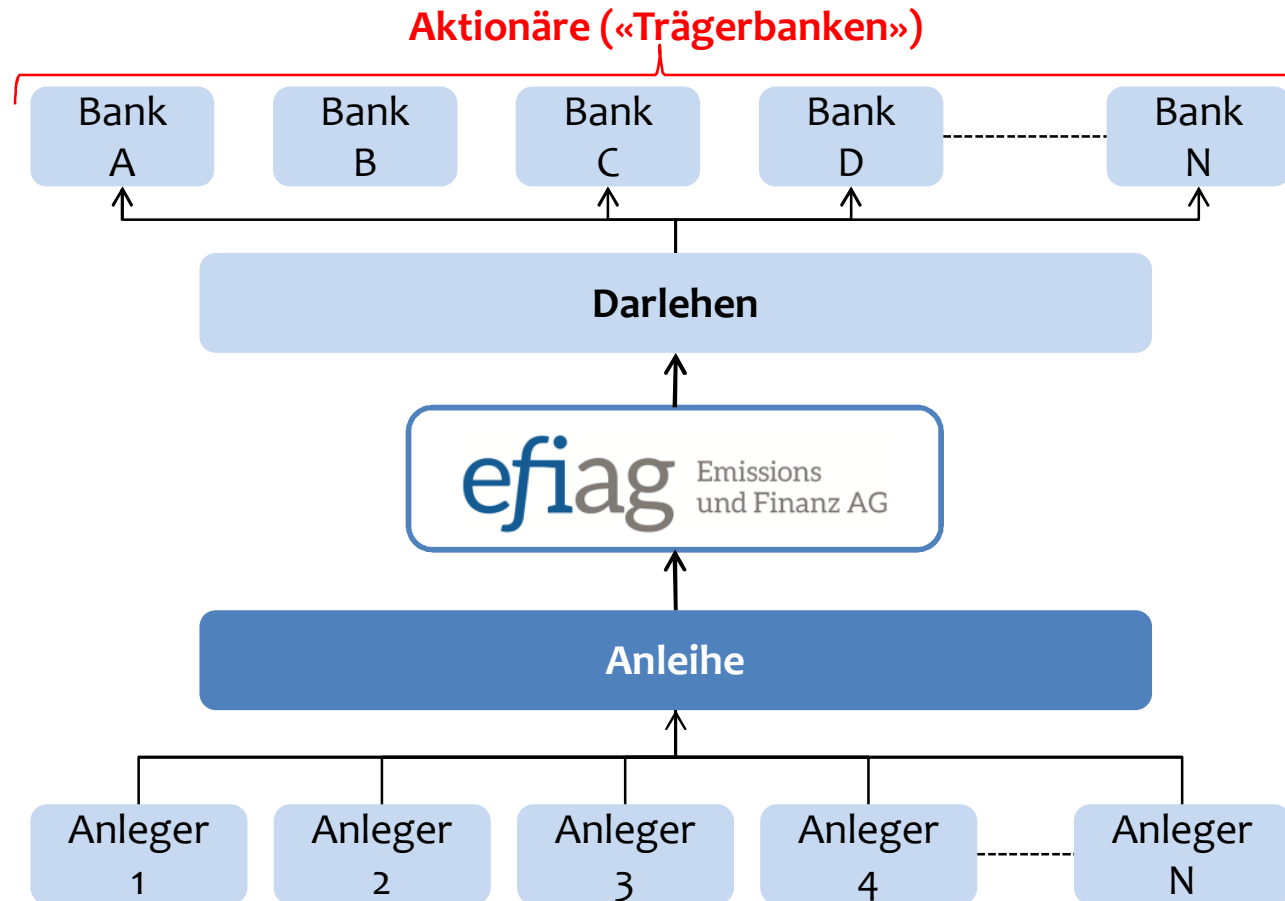 Aktionäre («Trägerbanken»)
Bank
A
Bank
B
Bank
C
Bank
D
Bank
N
Darlehen
efiag
Emissions
und Finanz AG
Anleihe
Anleger
1
Anleger
2
Anleger
3
Anleger
4
Anleger
N